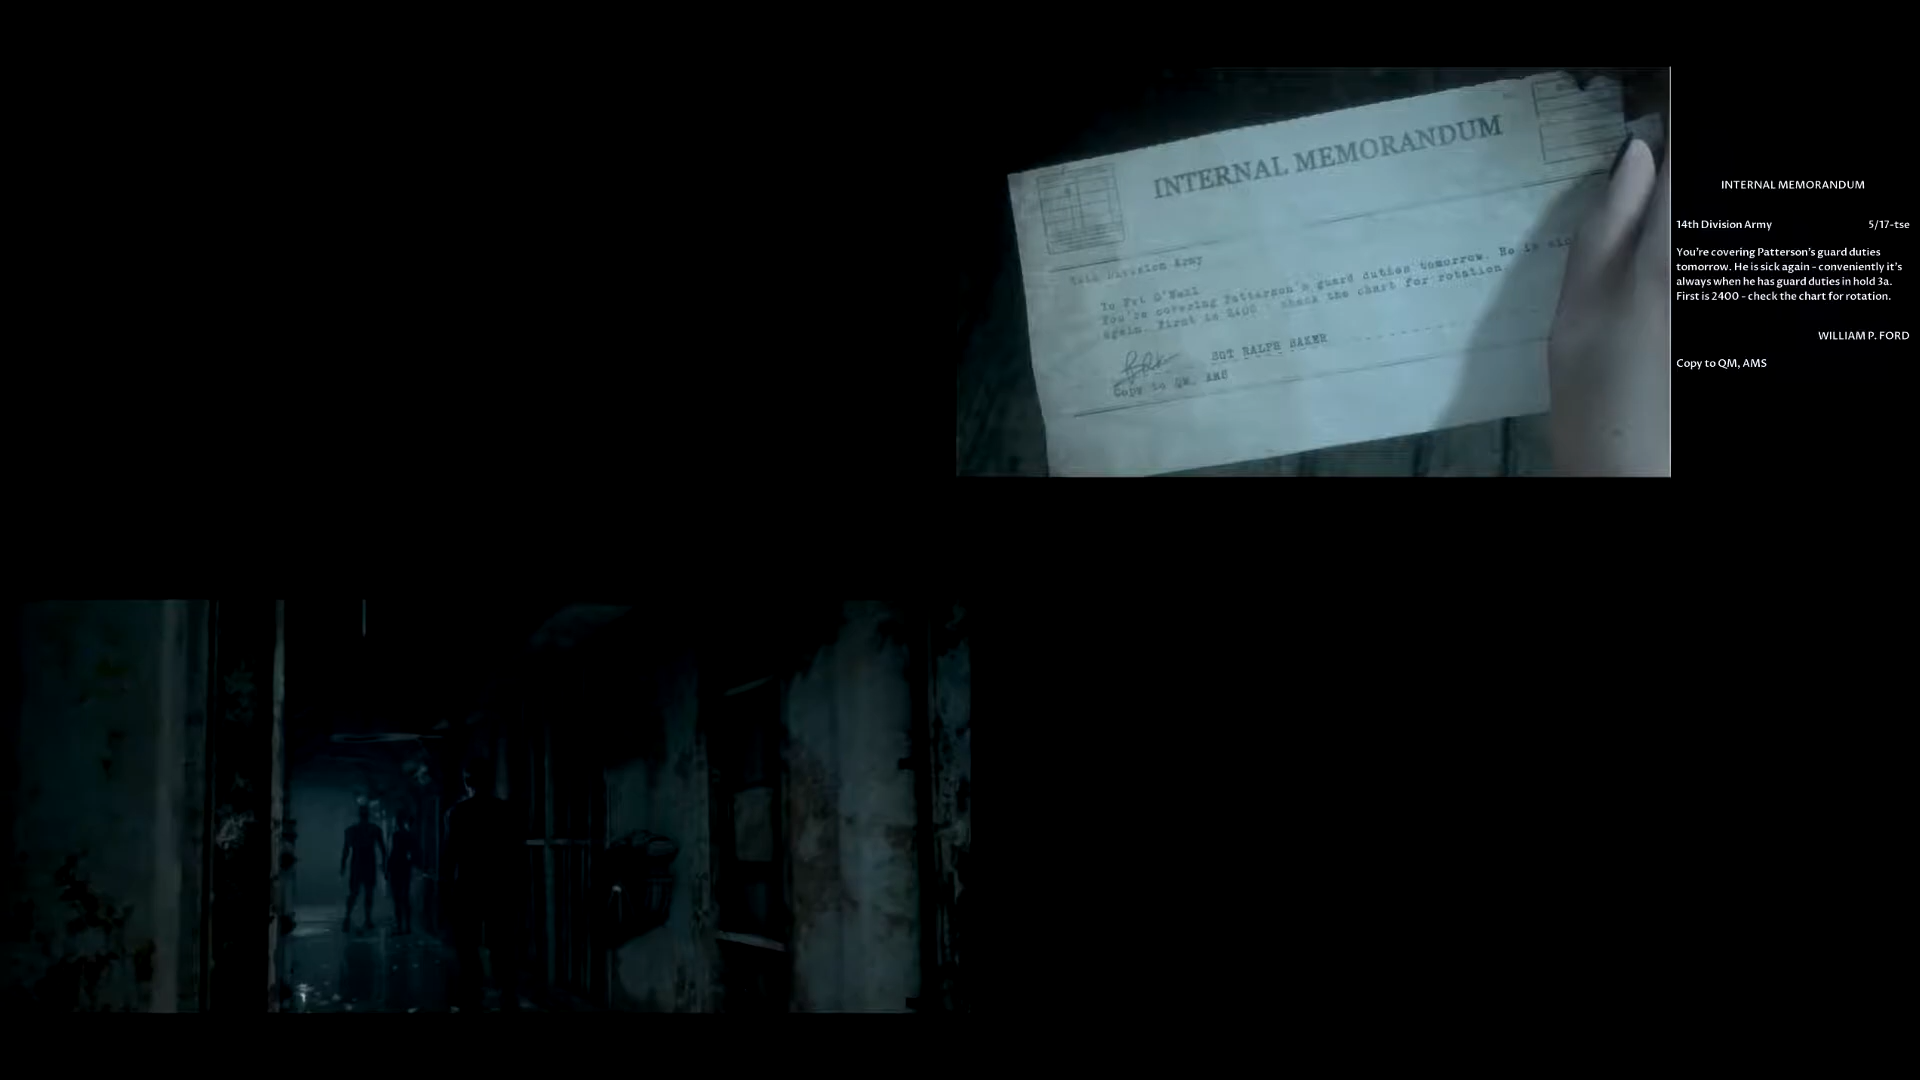 INTERNAL MEMORANDUM
14th Division Army
To Pvt O'Neil
You're covering Patterson's guard duties tomorrow. He is
again. First is 2400 - check the chart for rotation.
SGT RALPH BAKER
Copy to QM, AMS
INTERNAL MEMORANDUM
14th Division Army 5/17-tse
You're covering Patterson's guard duties
tomorrow. He is sick again - conveniently it's
always when he has guard duties in hold 3a.
First is 2400 - check the chart for rotation.
WILLIAM P. FORD
Copy to QM, AMS